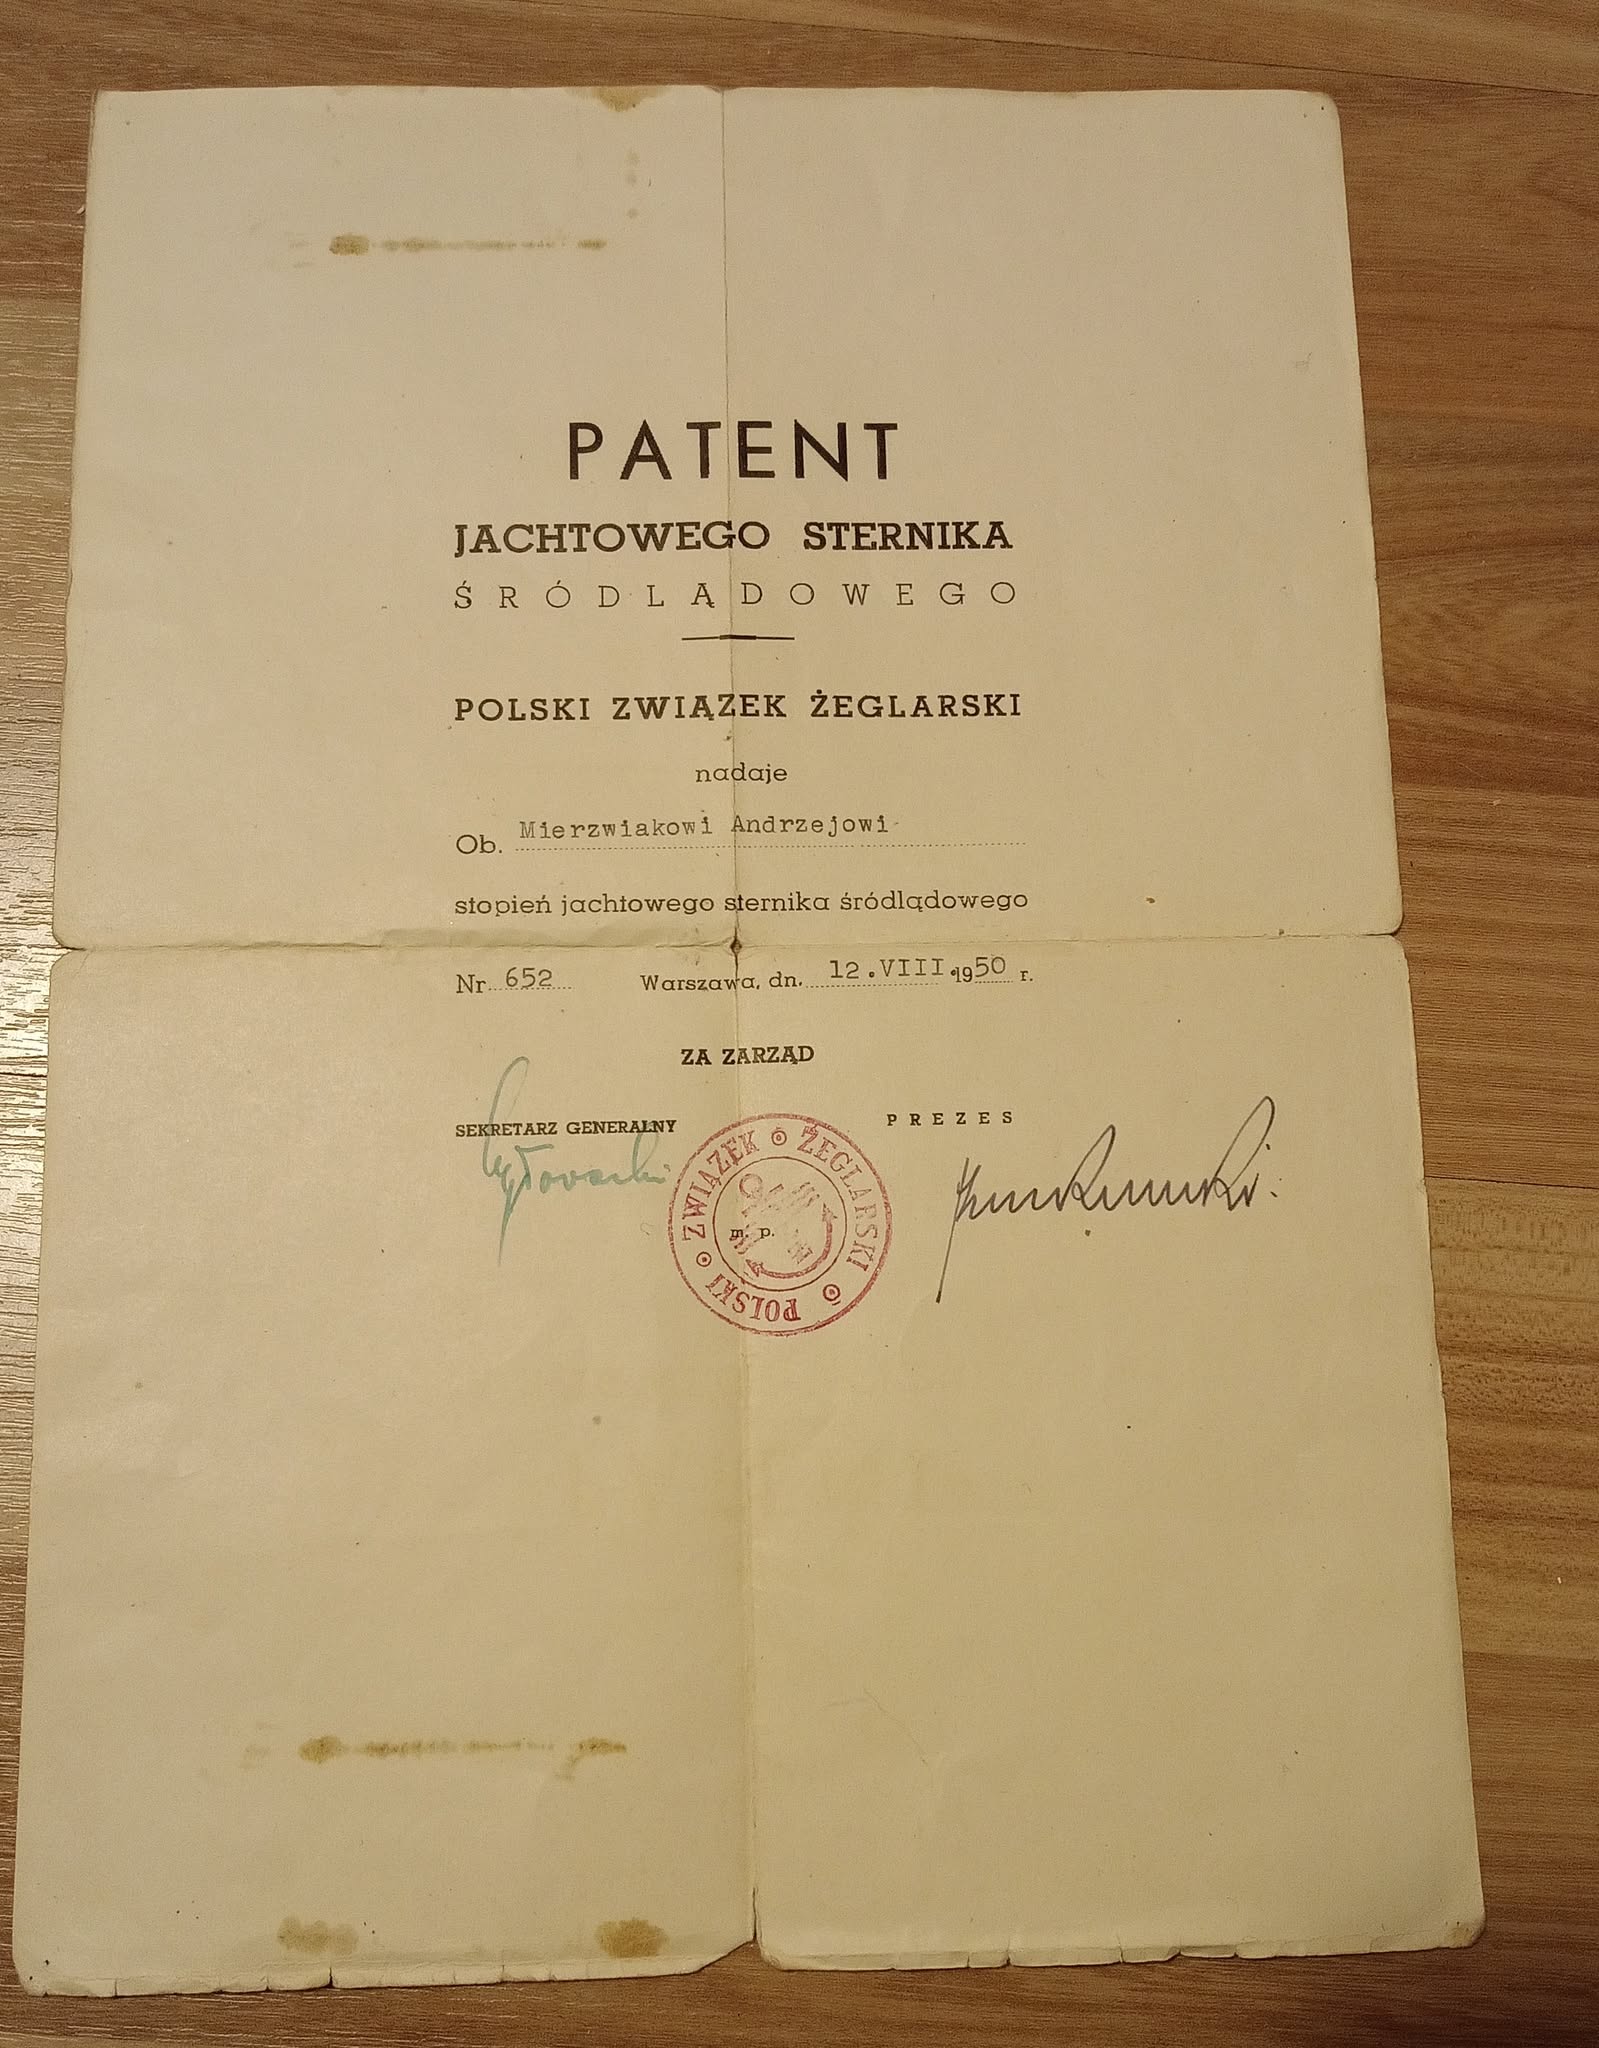 PATENT
JACHTOWEGO STERNIKA
ŚRÓDLĄDOWEGO
POLSKI ZWIĄZEK ŻEGLARSKI
nadaje
Ob. Mierzwiakowi Andrzejowi
stopień jachtowego sternika śródlądowego
Nr 652 Warszawa, dn. 12.VIII.1950 r.
ZA ZARZĄD
SEKRETARZ GENERALNY
PREZES
POLSKI ZWIĄZEK ŻEGLARSKI
m. p.